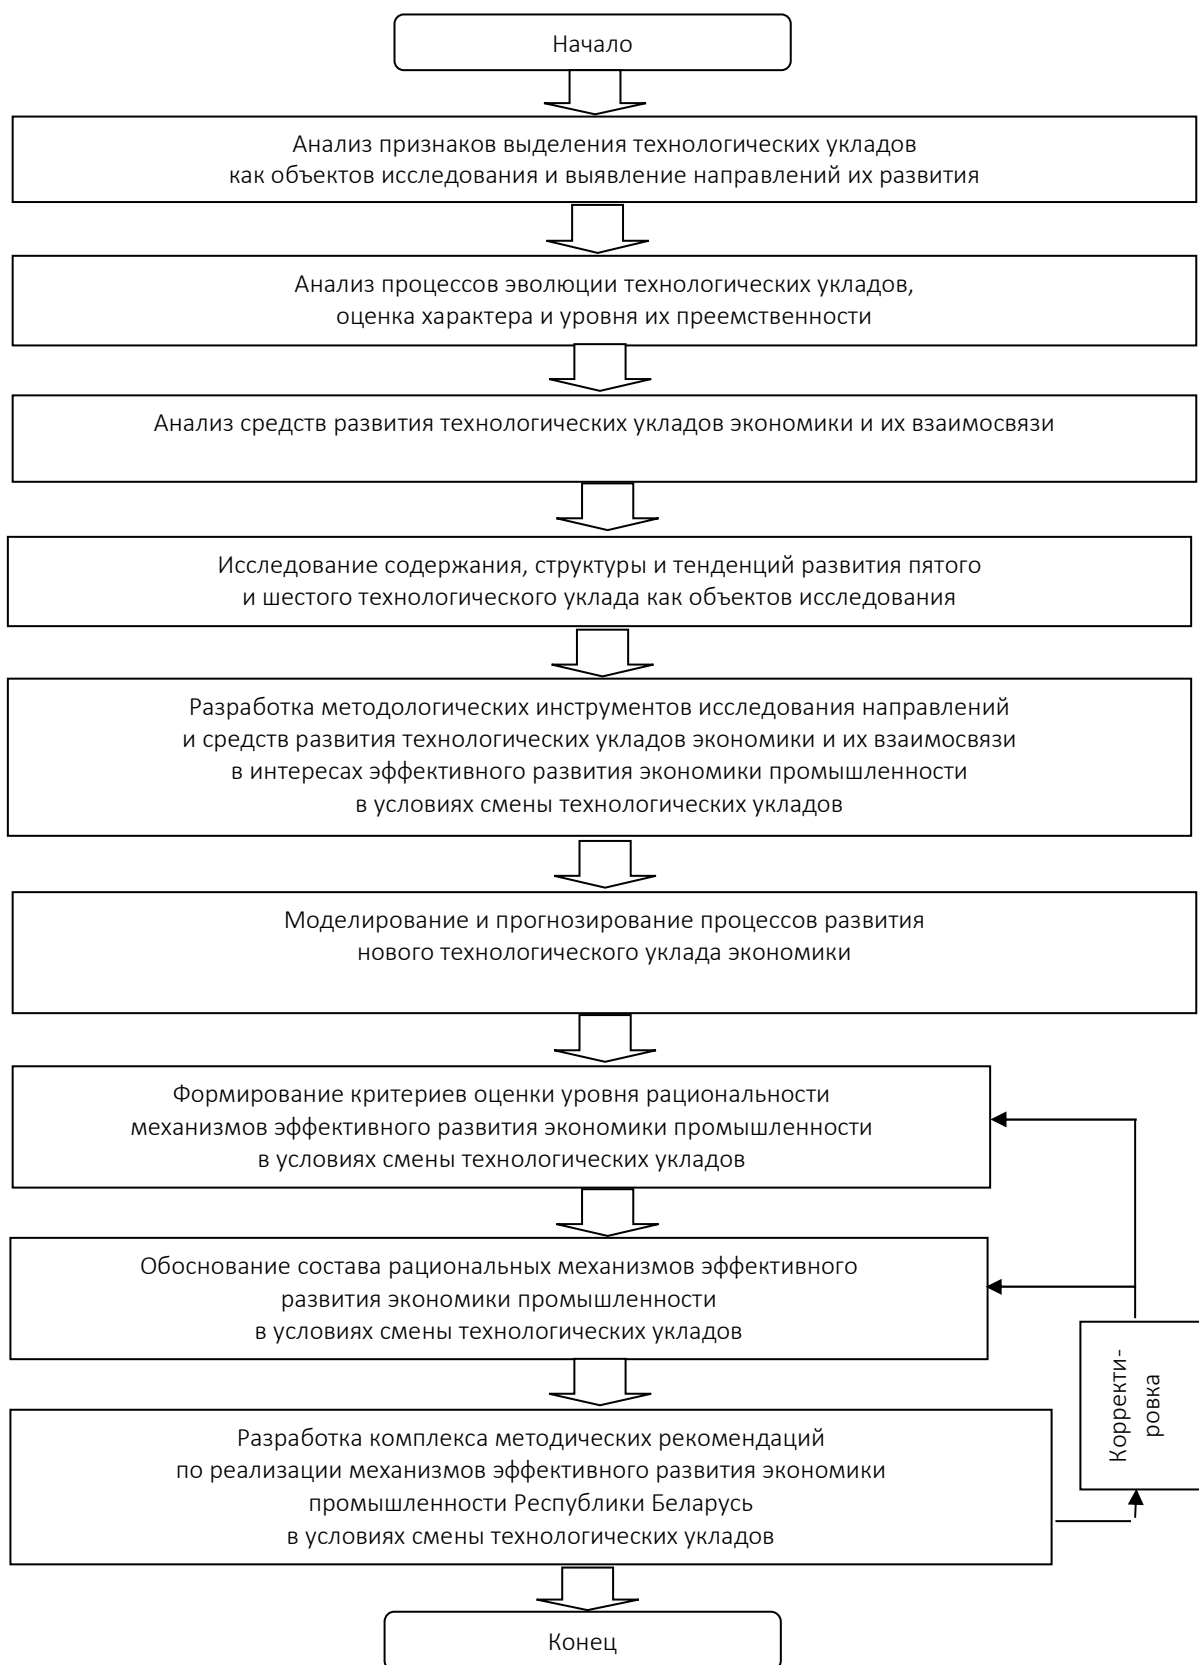 Начало
Анализ признаков выделения технологических укладов
как объектов исследования и выявление направлений их развития
Анализ процессов эволюции технологических укладов,
оценка характера и уровня их преемственности
Анализ средств развития технологических укладов экономики и их взаимосвязи
Исследование содержания, структуры и тенденций развития пятого
и шестого технологического уклада как объектов исследования
Разработка методологических инструментов исследования направлений
и средств развития технологических укладов экономики и их взаимосвязи
в интересах эффективного развития экономики промышленности
в условиях смены технологических укладов
Моделирование и прогнозирование процессов развития
нового технологического уклада экономики
Формирование критериев оценки уровня рациональности
механизмов эффективного развития экономики промышленности
в условиях смены технологических укладов
Обоснование состава рациональных механизмов эффективного
развития экономики промышленности
в условиях смены технологических укладов
Корректи-
ровка
Разработка комплекса методических рекомендаций
по реализации механизмов эффективного развития экономики
промышленности Республики Беларусь
в условиях смены технологических укладов
Конец